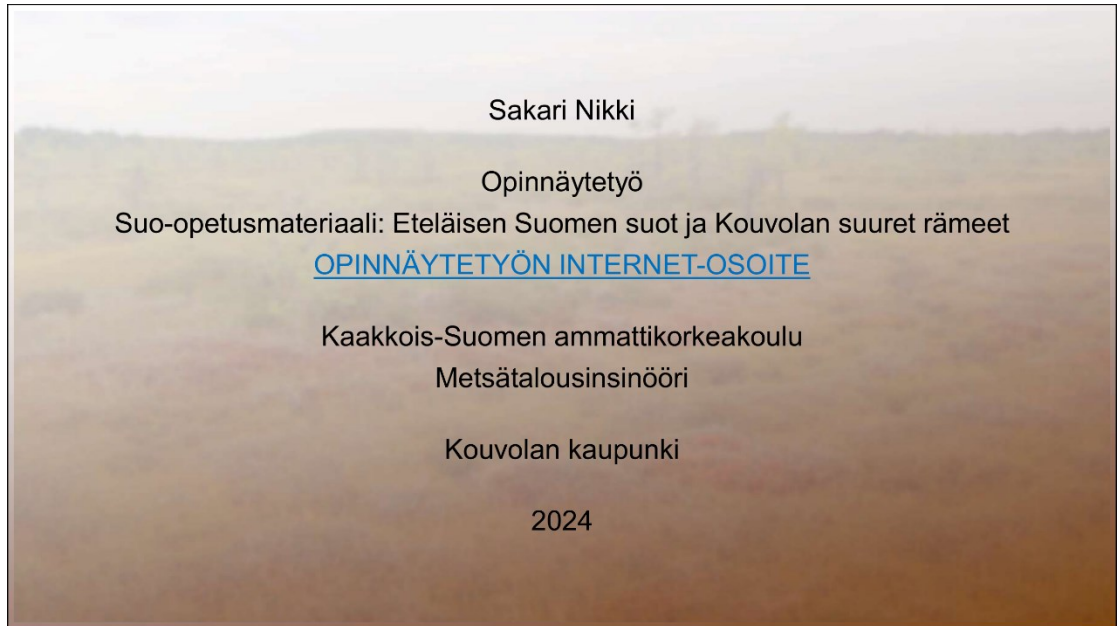 Sakari Nikki
Opinnäytetyö
Suo-opetusmateriaali: Eteläisen Suomen suot ja Kouvolan suuret rämeet
OPINNÄYTETYÖN INTERNET-OSOITE
Kaakkois-Suomen ammattikorkeakoulu
Metsätalousinsinööri
Kouvolan kaupunki
2024